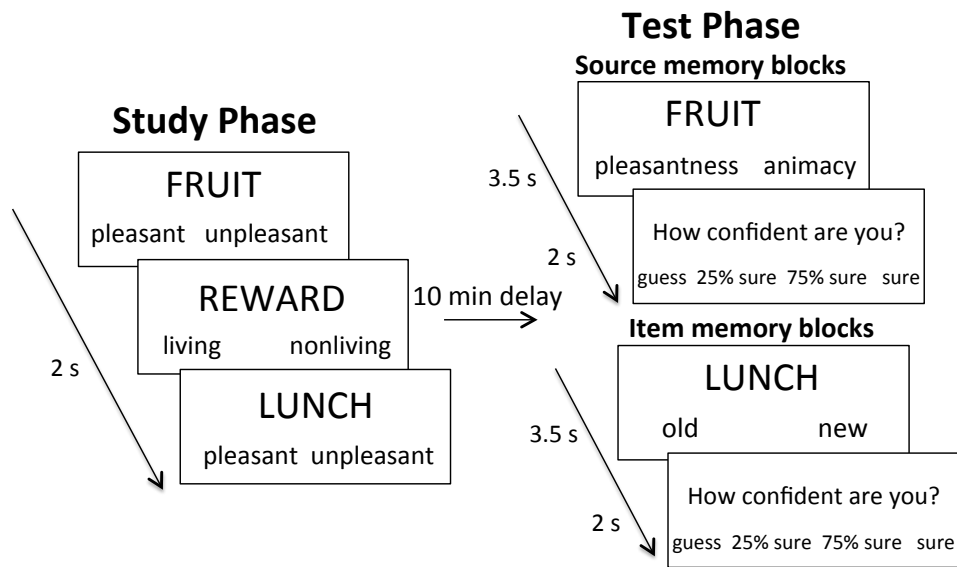 Study Phase
FRUIT
pleasant unpleasant
REWARD
living nonliving
LUNCH
pleasant unpleasant
2 s
10 min delay
Test Phase
Source memory blocks
FRUIT
pleasantness animacy
3.5 s
How confident are you?
guess 25% sure 75% sure sure
2 s
Item memory blocks
LUNCH
old new
3.5 s
How confident are you?
guess 25% sure 75% sure sure
2 s